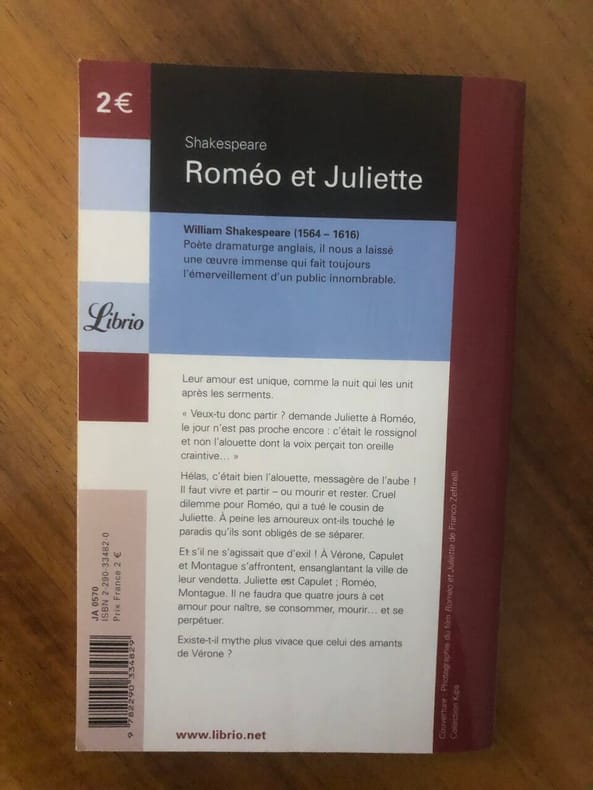 2€
Shakespeare
Roméo et Juliette
William Shakespeare (1564 – 1616)
Poète dramaturge anglais, il nous a laissé
une œuvre immense qui fait toujours
l'émerveillement d'un public innombrable.
Librio
Leur amour est unique, comme la nuit qui les unit
après les serments.
« Veux-tu donc partir ? demande Juliette à Roméo,
le jour n'est pas proche encore : c'était le rossignol
et non l'alouette dont la voix perçait ton oreille
craintive... »
Hélas, c'était bien l'alouette, messagère de l'aube !
Il faut vivre et partir – ou mourir et rester. Cruel
dilemme pour Roméo, qui a tué le cousin de
Juliette. À peine les amoureux ont-ils touché le
paradis qu'ils sont obligés de se séparer.
Et s'il ne s'agissait que d'exil ! À Vérone, Capulet
et Montague s'affrontent, ensanglantant la ville de
leur vendetta. Juliette est Capulet ; Roméo,
Montague. Il ne faudra que quatre jours à cet
amour pour naître, se consommer, mourir... et se
perpétuer.
Existe-t-il mythe plus vivace que celui des amants
de Vérone ?
www.librio.net
JA 0570
ISBN 2-290-33482-0
Prix France 2 €
9 782290 334829
Couverture : Photographie du film Roméo et Juliette de Franco Zeffirelli
Collection Kipa